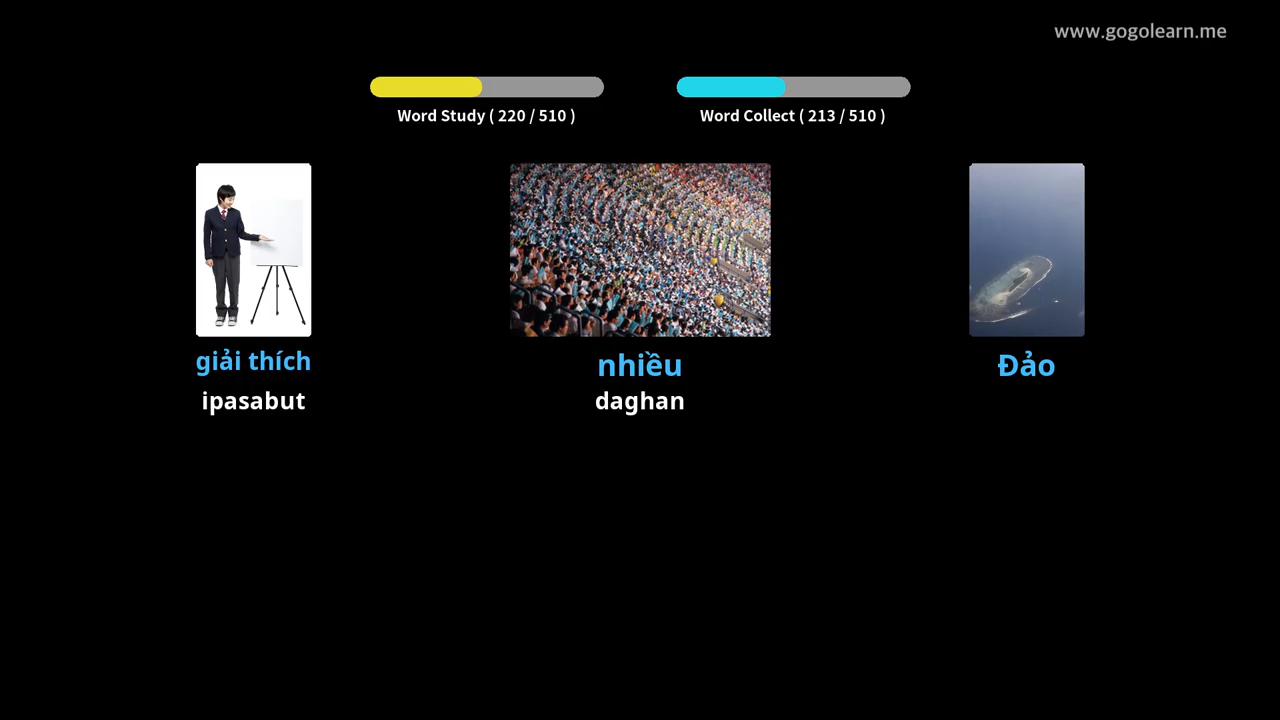 www.gogolearn.me
Word Study ( 220 / 510 )
Word Collect ( 213 / 510 )
giải thích
nhiều
Đảo
ipasabut
daghan